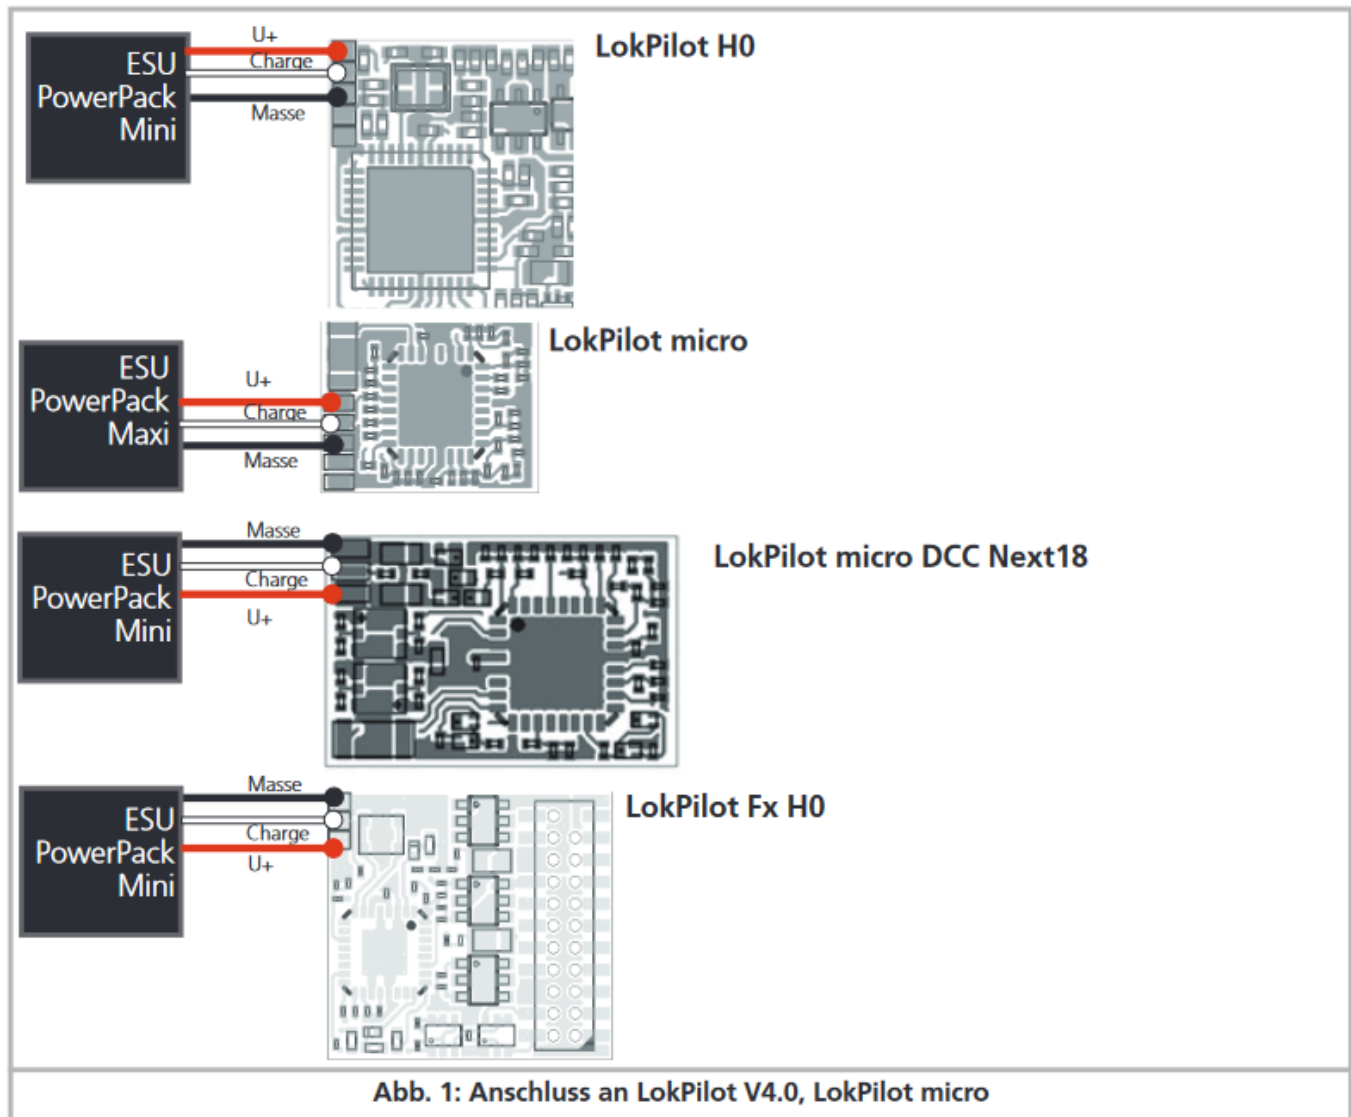 U+
Charge
Masse
ESU
PowerPack
Mini
LokPilot H0
ESU
PowerPack
Maxi
U+
Charge
Masse
LokPilot micro
Masse
Charge
U+
ESU
PowerPack
Mini
LokPilot micro DCC Next18
Masse
Charge
U+
ESU
PowerPack
Mini
LokPilot Fx H0
Abb. 1: Anschluss an LokPilot V4.0, LokPilot micro